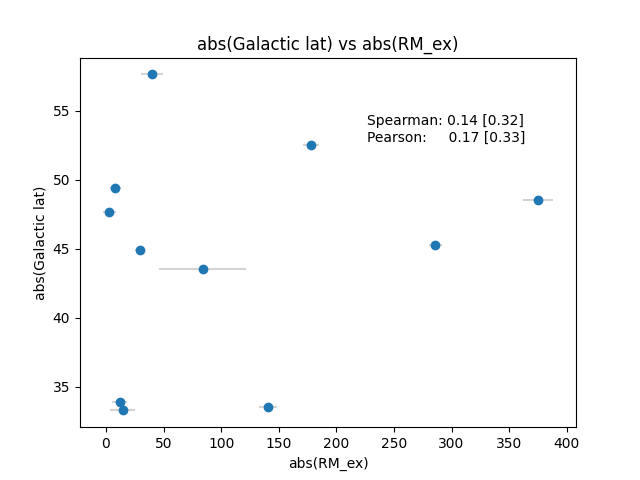 abs(Galactic lat) vs abs(RM_ex)
Spearman: 0.14 [0.32]
Pearson: 0.17 [0.33]
abs(Galactic lat)
55
50
45
40
35
0 50 100 150 200 250 300 350 400
abs(RM_ex)